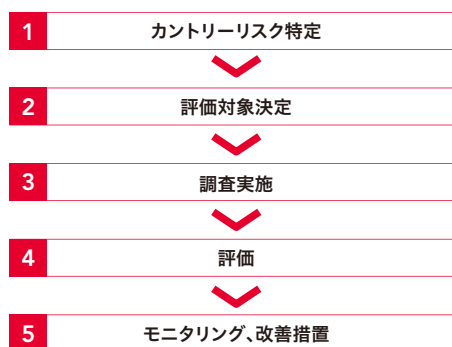 1 カントリーリスク特定
2 評価対象決定
3 調査実施
4 評価
5 モニタリング、改善措置